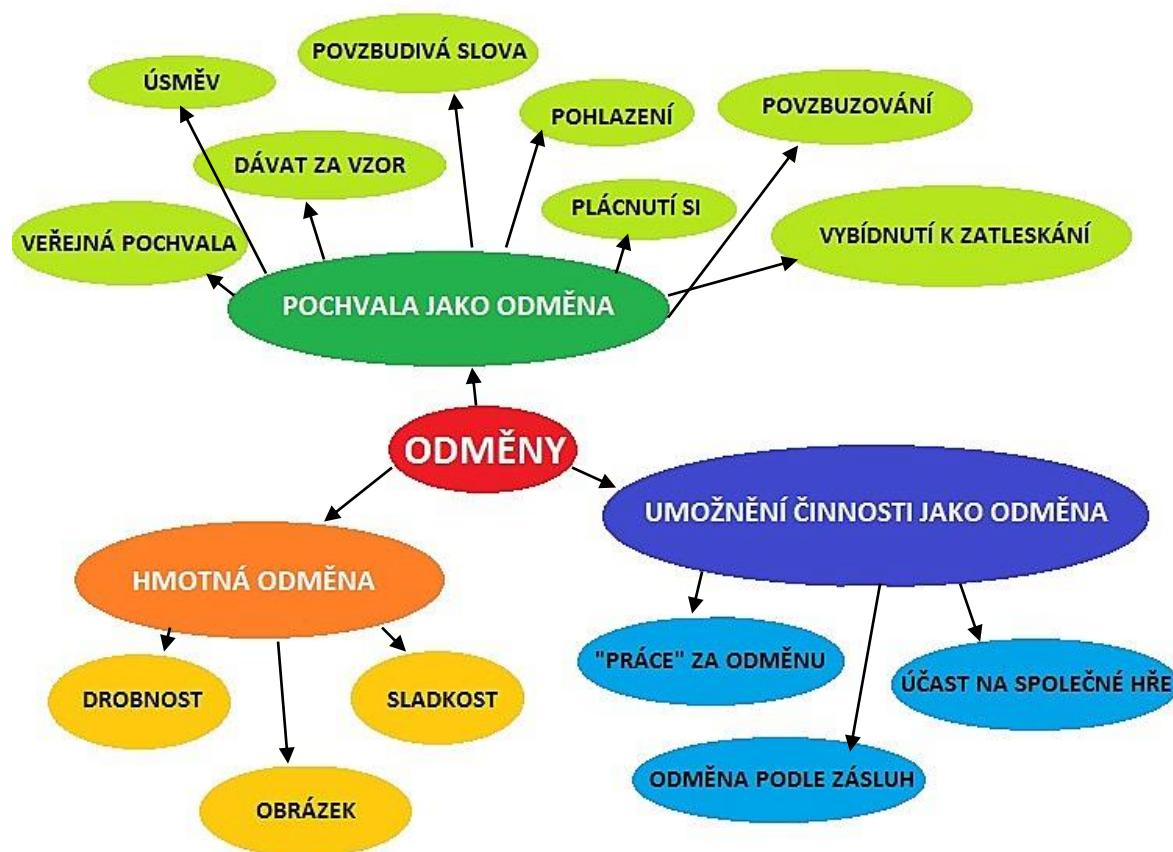 POVZBUDIVÁ SLOVA
ÚSMĚV
POHLAZENÍ
POVZBUZOVÁNÍ
DÁVAT ZA VZOR
PLÁCNUTÍ SI
VEŘEJNÁ POCHVALA
VYBÍDNUTÍ K ZATLESKÁNÍ
POCHVALA JAKO ODMĚNA
ODMĚNY
UMOŽNĚNÍ ČINNOSTI JAKO ODMĚNA
HMOTNÁ ODMĚNA
"PRÁCE" ZA ODMĚNU
ÚČAST NA SPOLEČNÉ HŘE
DROBNOST
SLADKOST
ODMĚNA PODLE ZÁSLUH
OBRÁZEK